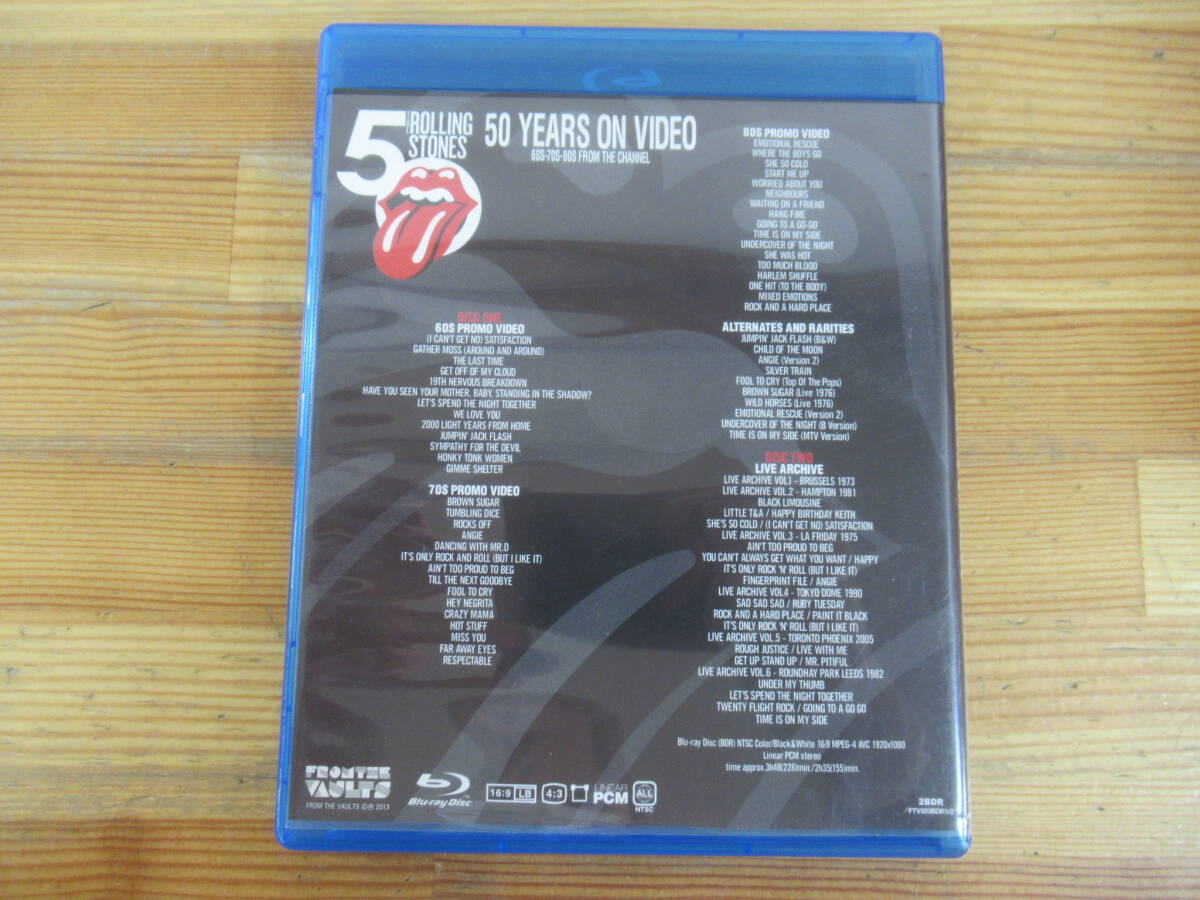 50
THE ROLLING
STONES
50 YEARS ON VIDEO
60S-70S-80S FROM THE CHANNEL
DISC ONE
60S PROMO VIDEO
(I CAN'T GET NO) SATISFACTION
GATHER MOSS (AROUND AND AROUND)
THE LAST TIME
GET OFF OF MY CLOUD
19TH NERVOUS BREAKDOWN
HAVE YOU SEEN YOUR MOTHER, BABY, STANDING IN THE SHADOW?
LET'S SPEND THE NIGHT TOGETHER
WE LOVE YOU
2000 LIGHT YEARS FROM HOME
JUMPIN' JACK FLASH
SYMPATHY FOR THE DEVIL
HONKY TONK WOMEN
GIMME SHELTER
70S PROMO VIDEO
BROWN SUGAR
TUMBLING DICE
ROCKS OFF
ANGIE
DANCING WITH MR.D
IT'S ONLY ROCK AND ROLL (BUT I LIKE IT)
AIN'T TOO PROUD TO BEG
TILL THE NEXT GOODBYE
FOOL TO CRY
HEY NEGRITA
CRAZY MAMA
HOT STUFF
MISS YOU
FAR AWAY EYES
RESPECTABLE
80S PROMO VIDEO
EMOTIONAL RESCUE
WHERE THE BOYS GO
SHE SO COLD
START ME UP
WORRIED ABOUT YOU
NEIGHBOURS
WAITING ON A FRIEND
HANG FIRE
GOING TO A GO-GO
TIME IS ON MY SIDE
UNDERCOVER OF THE NIGHT
SHE WAS HOT
TOO MUCH BLOOD
HARLEM SHUFFLE
ONE HIT (TO THE BODY)
MIXED EMOTIONS
ROCK AND A HARD PLACE
ALTERNATES AND RARITIES
JUMPIN' JACK FLASH (B&W)
CHILD OF THE MOON
ANGIE (Version 2)
SILVER TRAIN
FOOL TO CRY (Top Of The Pops)
BROWN SUGAR (Live 1976)
WILD HORSES (Live 1976)
EMOTIONAL RESCUE (Version 2)
UNDERCOVER OF THE NIGHT (B Version)
TIME IS ON MY SIDE (MTV Version)
DISC TWO
LIVE ARCHIVE
LIVE ARCHIVE VOL.1 - BRUSSELS 1973
LIVE ARCHIVE VOL.2 - HAMPTON 1981
BLACK LIMOUSINE
LITTLE T&A / HAPPY BIRTHDAY KEITH
SHE'S SO COLD / (I CAN'T GET NO) SATISFACTION
LIVE ARCHIVE VOL.3 - LA FRIDAY 1975
AIN'T TOO PROUD TO BEG
YOU CAN'T ALWAYS GET WHAT YOU WANT / HAPPY
IT'S ONLY ROCK 'N' ROLL (BUT I LIKE IT)
FINGERPRINT FILE / ANGIE
LIVE ARCHIVE VOL4 - TOKYO DOME 1990
SAD SAD SAD / RUBY TUESDAY
ROCK AND A HARD PLACE / PAINT IT BLACK
IT'S ONLY ROCK 'N' ROLL (BUT I LIKE IT)
LIVE ARCHIVE VOL.5 - TORONTO PHOENIX 2005
ROUGH JUSTICE / LIVE WITH ME
GET UP STAND UP / MR. PITIFUL
LIVE ARCHIVE VOL.6 - ROUNDHAY PARK LEEDS 1982
UNDER MY THUMB
LET'S SPEND THE NIGHT TOGETHER
TWENTY FLIGHT ROCK / GOING TO A GO GO
TIME IS ON MY SIDE
Blu-ray Disc (BDR) NTSC Color/Black&White 16:9 MPEG-4 AVC 1920x1080
Linear PCM stereo
time approx.3h48(228)min./2h35(155)min.
FROM THE
VAULTS
FROM THE VAULTS ©℗ 2013
Blu-ray Disc
16:9 LB
4:3
LINEAR
PCM
ALL
NTSC
2BDR
FTV023BDR1/2